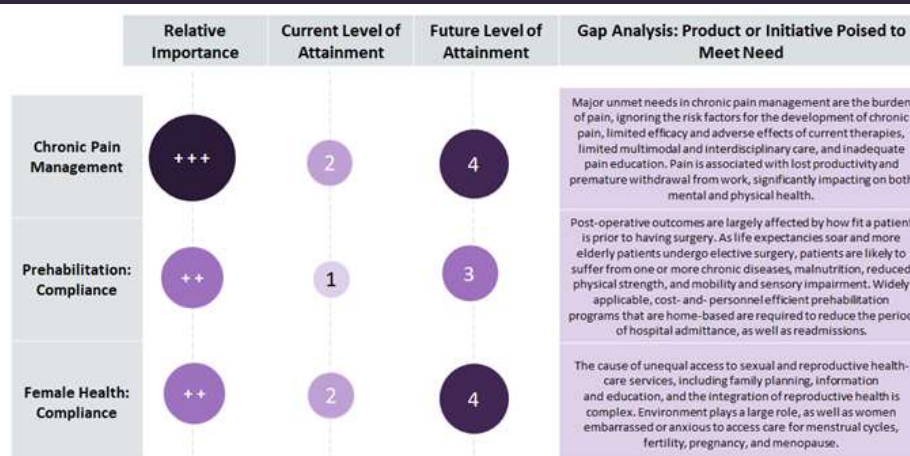 Relative
Importance
Current Level of
Attainment
Future Level of
Attainment
Gap Analysis: Product or Initiative Poised to
Meet Need
Chronic Pain
Management
+++
2
4
Major unmet needs in chronic pain management are the burden
of pain, ignoring the risk factors for the development of chronic
pain, limited efficacy and adverse effects of current therapies,
limited multimodal and interdisciplinary care, and inadequate
pain education. Pain is associated with lost productivity and
premature withdrawal from work, significantly impacting on both
mental and physical health.
Prehabilitation:
Compliance
++
1
3
Post-operative outcomes are largely affected by how fit a patient
is prior to having surgery. As life expectancies soar and more
elderly patients undergo elective surgery, patients are likely to
suffer from one or more chronic diseases, malnutrition, reduced
physical strength, and mobility and sensory impairment. Widely
applicable, cost- and- personnel efficient prehabilitation
programs that are home-based are required to reduce the period
of hospital admittance, as well as readmissions.
Female Health:
Compliance
++
2
4
The cause of unequal access to sexual and reproductive health-
care services, including family planning, information
and education, and the integration of reproductive health is
complex. Environment plays a large role, as well as women
embarrassed or anxious to access care for menstrual cycles,
fertility, pregnancy, and menopause.